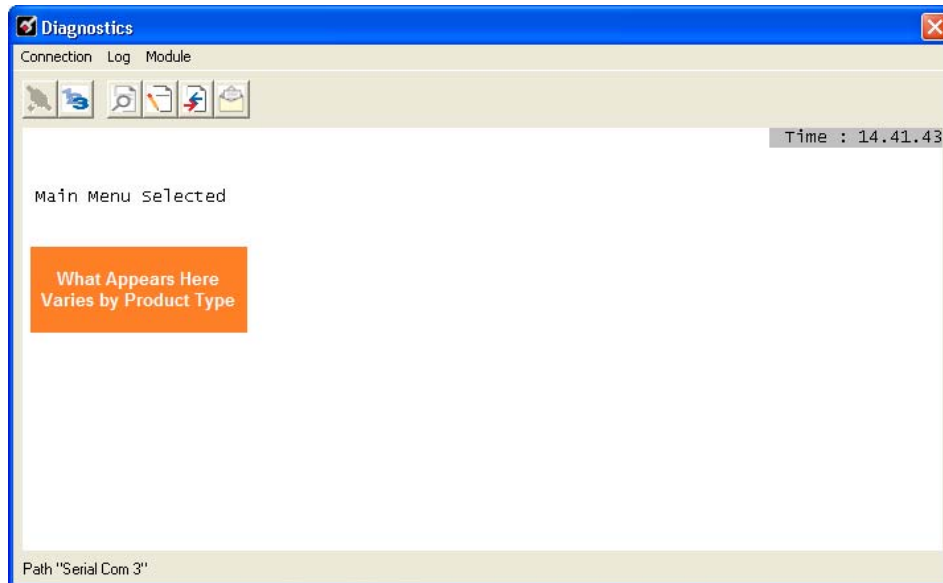 Diagnostics
Connection Log Module
Time : 14.41.43
Main Menu Selected
What Appears Here
Varies by Product Type
Path "Serial Com 3"